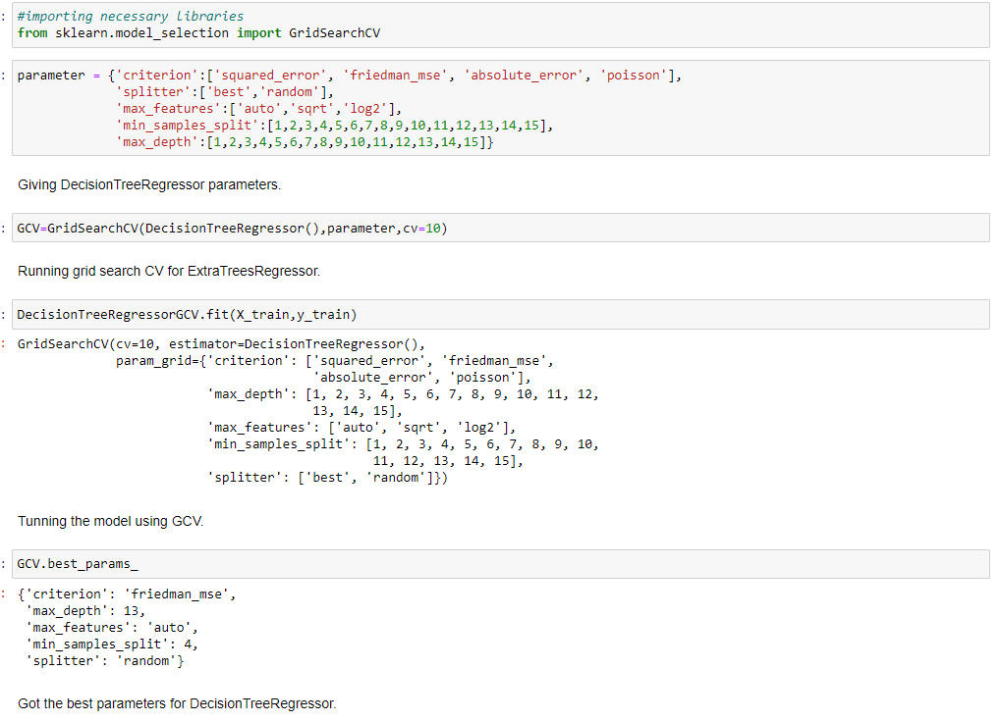 : #importing necessary libraries
from sklearn.model_selection import GridSearchCV
: parameter = {'criterion':['squared_error', 'friedman_mse', 'absolute_error', 'poisson'],
'splitter':['best','random'],
'max_features':['auto','sqrt','log2'],
'min_samples_split':[1,2,3,4,5,6,7,8,9,10,11,12,13,14,15],
'max_depth':[1,2,3,4,5,6,7,8,9,10,11,12,13,14,15]}
Giving DecisionTreeRegressor parameters.
: GCV=GridSearchCV(DecisionTreeRegressor(),parameter,cv=10)
Running grid search CV for ExtraTreesRegressor.
: DecisionTreeRegressorGCV.fit(X_train,y_train)
: GridSearchCV(cv=10, estimator=DecisionTreeRegressor(),
param_grid={'criterion': ['squared_error', 'friedman_mse',
'absolute_error', 'poisson'],
'max_depth': [1, 2, 3, 4, 5, 6, 7, 8, 9, 10, 11, 12,
13, 14, 15],
'max_features': ['auto', 'sqrt', 'log2'],
'min_samples_split': [1, 2, 3, 4, 5, 6, 7, 8, 9, 10,
11, 12, 13, 14, 15],
'splitter': ['best', 'random']})
Tunning the model using GCV.
: GCV.best_params_
: {'criterion': 'friedman_mse',
'max_depth': 13,
'max_features': 'auto',
'min_samples_split': 4,
'splitter': 'random'}
Got the best parameters for DecisionTreeRegressor.